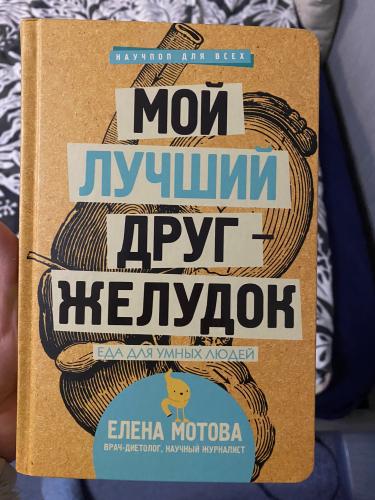 НАУЧПОП ДЛЯ ВСЕХ
МОЙ
ЛУЧШИЙ
ДРУГ –
ЖЕЛУДОК
ЕДА ДЛЯ УМНЫХ ЛЮДЕЙ
ЕЛЕНА МОТОВА
ВРАЧ-ДИЕТОЛОГ, НАУЧНЫЙ ЖУРНАЛИСТ